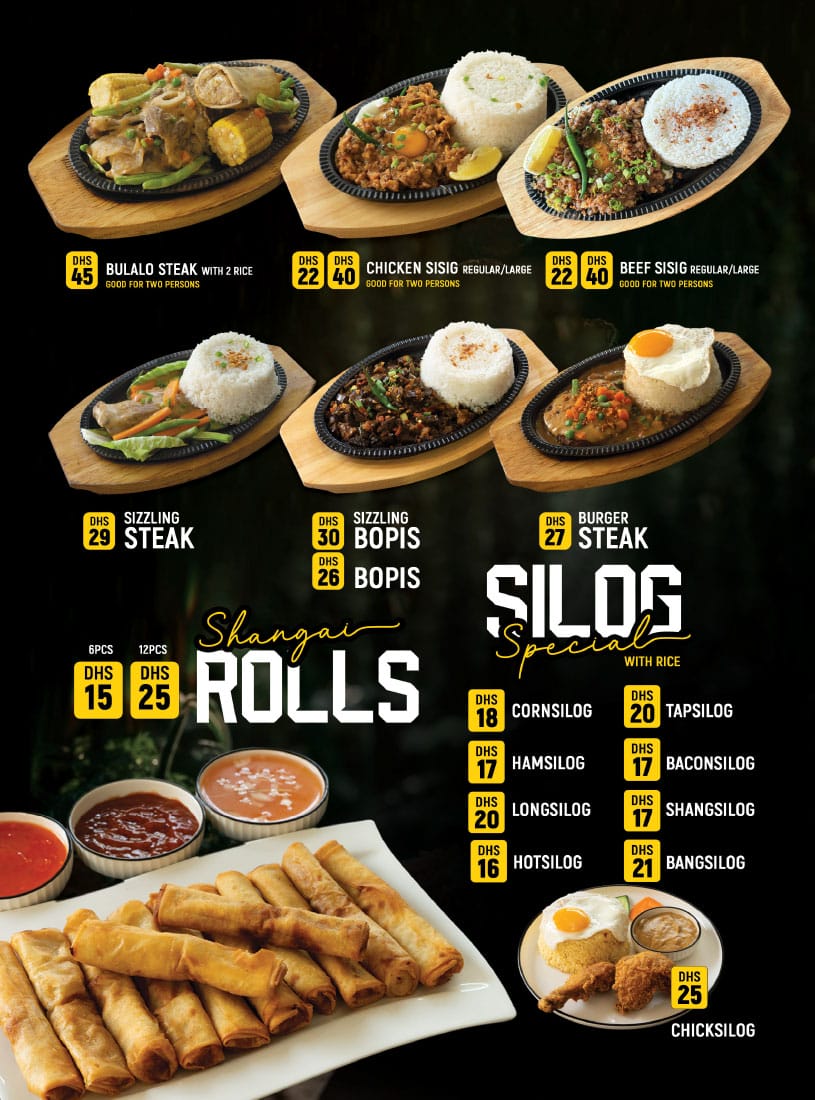 DHS 45 BULALO STEAK WITH 2 RICE
GOOD FOR TWO PERSONS
DHS 22 DHS 40 CHICKEN SISIG REGULAR/LARGE
GOOD FOR TWO PERSONS
DHS 22 DHS 40 BEEF SISIG REGULAR/LARGE
GOOD FOR TWO PERSONS
DHS 29 SIZZLING
STEAK
DHS 30 SIZZLING
BOPIS
DHS 26 BOPIS
DHS 27 BURGER
STEAK
Shangai
ROLLS
6PCS 12PCS
DHS 15 DHS 25
SILOG
Special
WITH RICE
DHS 18 CORNSILOG
DHS 20 TAPSILOG
DHS 17 HAMSILOG
DHS 17 BACONSILOG
DHS 20 LONGSILOG
DHS 17 SHANGSILOG
DHS 16 HOTSILOG
DHS 21 BANGSILOG
DHS 25
CHICKSILOG